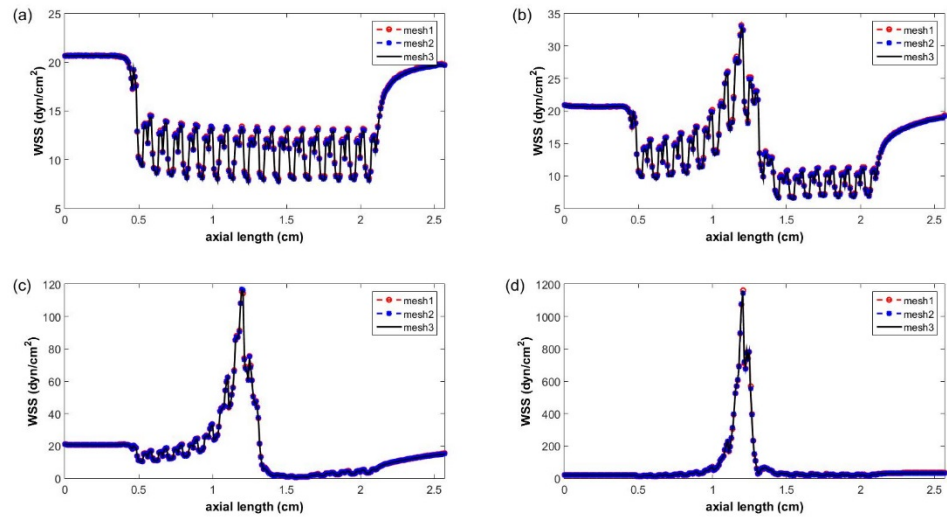 (a)
25
20
15
10
5
WSS (dyn/cm²)
0 0.5 1 1.5 2 2.5
axial length (cm)
mesh1
mesh2
mesh3
(b)
35
30
25
20
15
10
5
WSS (dyn/cm²)
0 0.5 1 1.5 2 2.5
axial length (cm)
mesh1
mesh2
mesh3
(c)
120
100
80
60
40
20
0
WSS (dyn/cm²)
0 0.5 1 1.5 2 2.5
axial length (cm)
mesh1
mesh2
mesh3
(d)
1200
1000
800
600
400
200
0
WSS (dyn/cm²)
0 0.5 1 1.5 2 2.5
axial length (cm)
mesh1
mesh2
mesh3